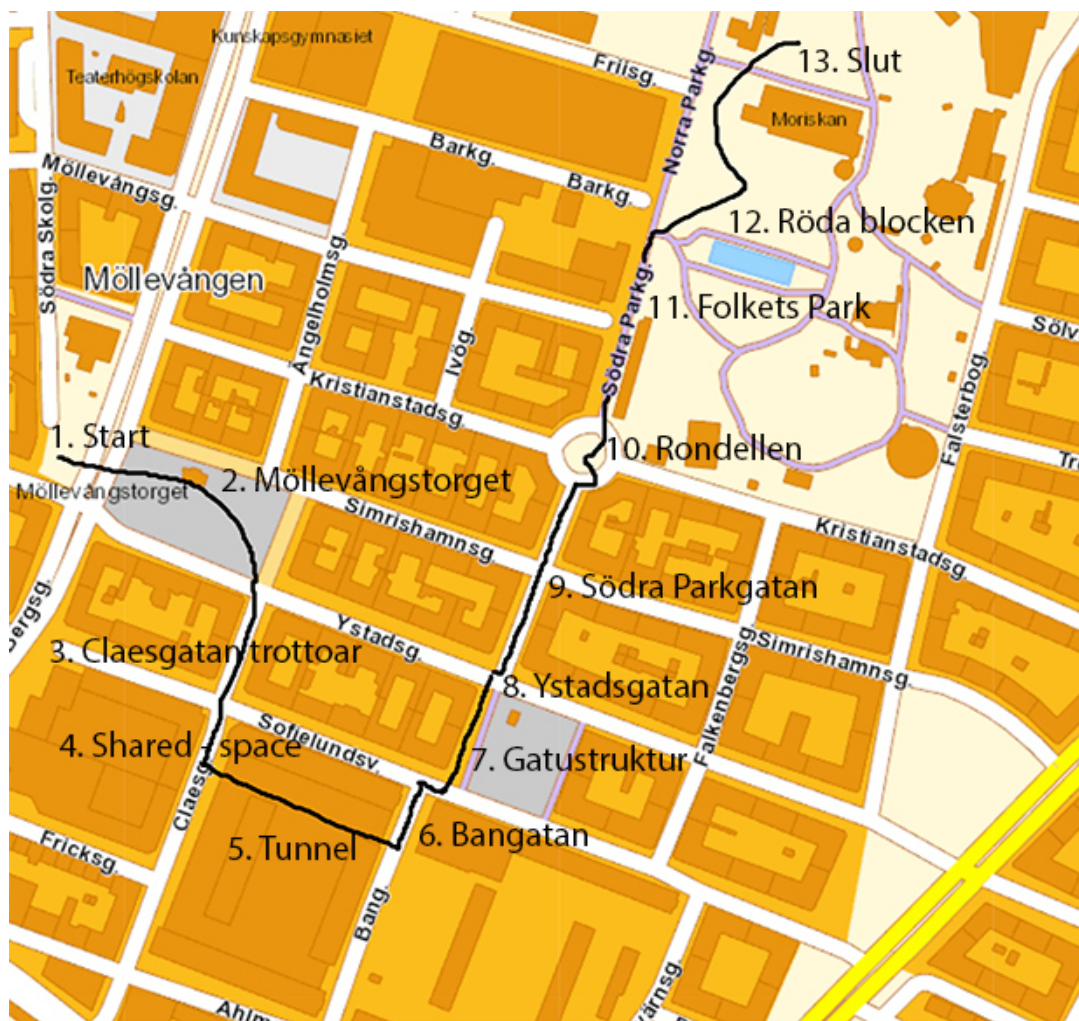 Kunskapsgymnasiet
Friisg.
13. Slut
Teaterhögskolan
Norra Parkg.
Moriskan
Barkg.
Barkg.
Möllevångsg.
Södra Skolg.
12. Röda blocken
Möllevången
Ängelholmsg.
11. Folkets Park
Södra Parkg.
Ivög.
Sölv
Kristianstadsg.
Falsterbog.
1. Start
10. Rondellen
2. Möllevångstorget
Möllevångstorget
Simrishamnsg.
Kristianstadsg.
9. Södra Parkgatan
bergsg.
Ystadsg.
3. Claesgatan trottoar
Simrishamnsg.
8. Ystadsgatan
Falkenbergsg.
Sofielundsv.
4. Shared - space
7. Gatustruktur
Claesg.
6. Bangatan
5. Tunnel
Fricksg.
Bang.
ärnsg.
Ahlm